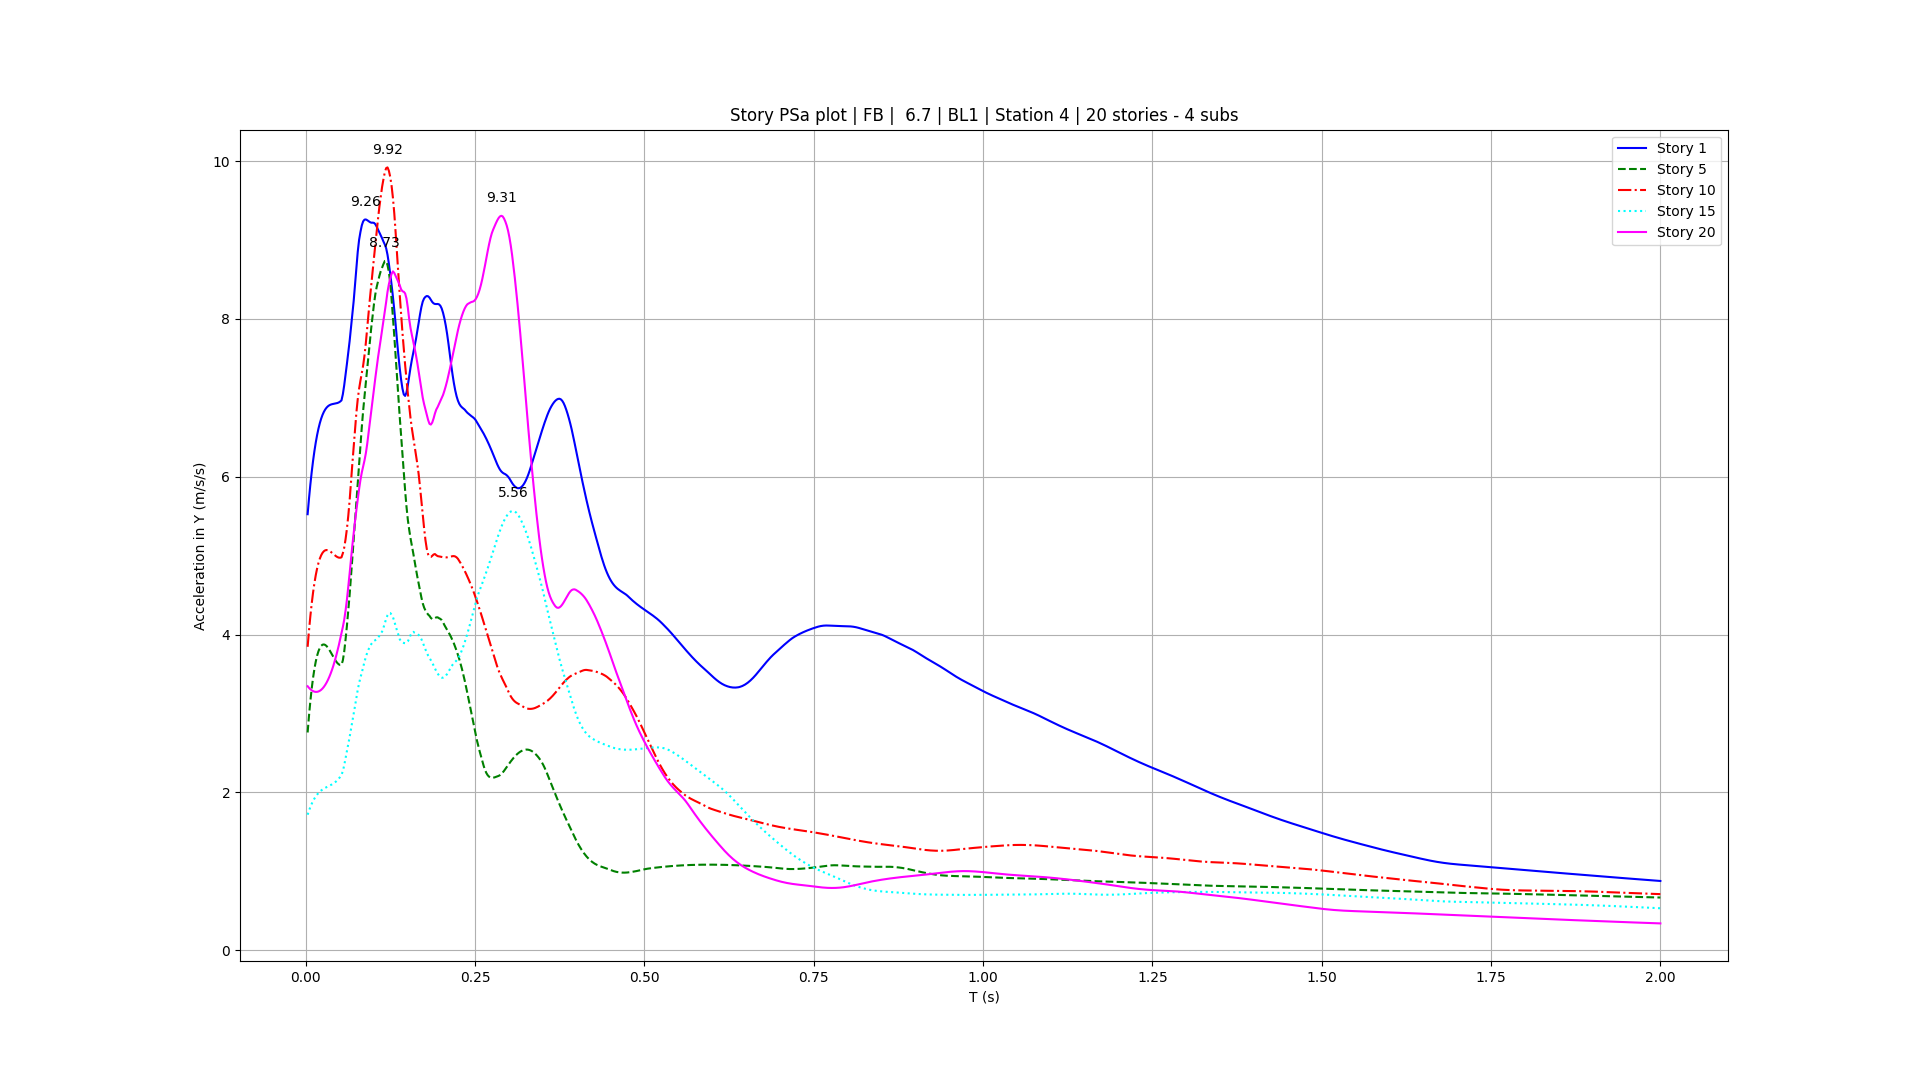 Story PSa plot | FB |  6.7 | BL1 | Station 4 | 20 stories - 4 subs
Story 1
Story 5
Story 10
Story 15
Story 20
9.92
9.26
9.31
8.73
5.56
Acceleration in Y (m/s/s)
10
8
6
4
2
0
0.00 0.25 0.50 0.75 1.00 1.25 1.50 1.75 2.00
T (s)